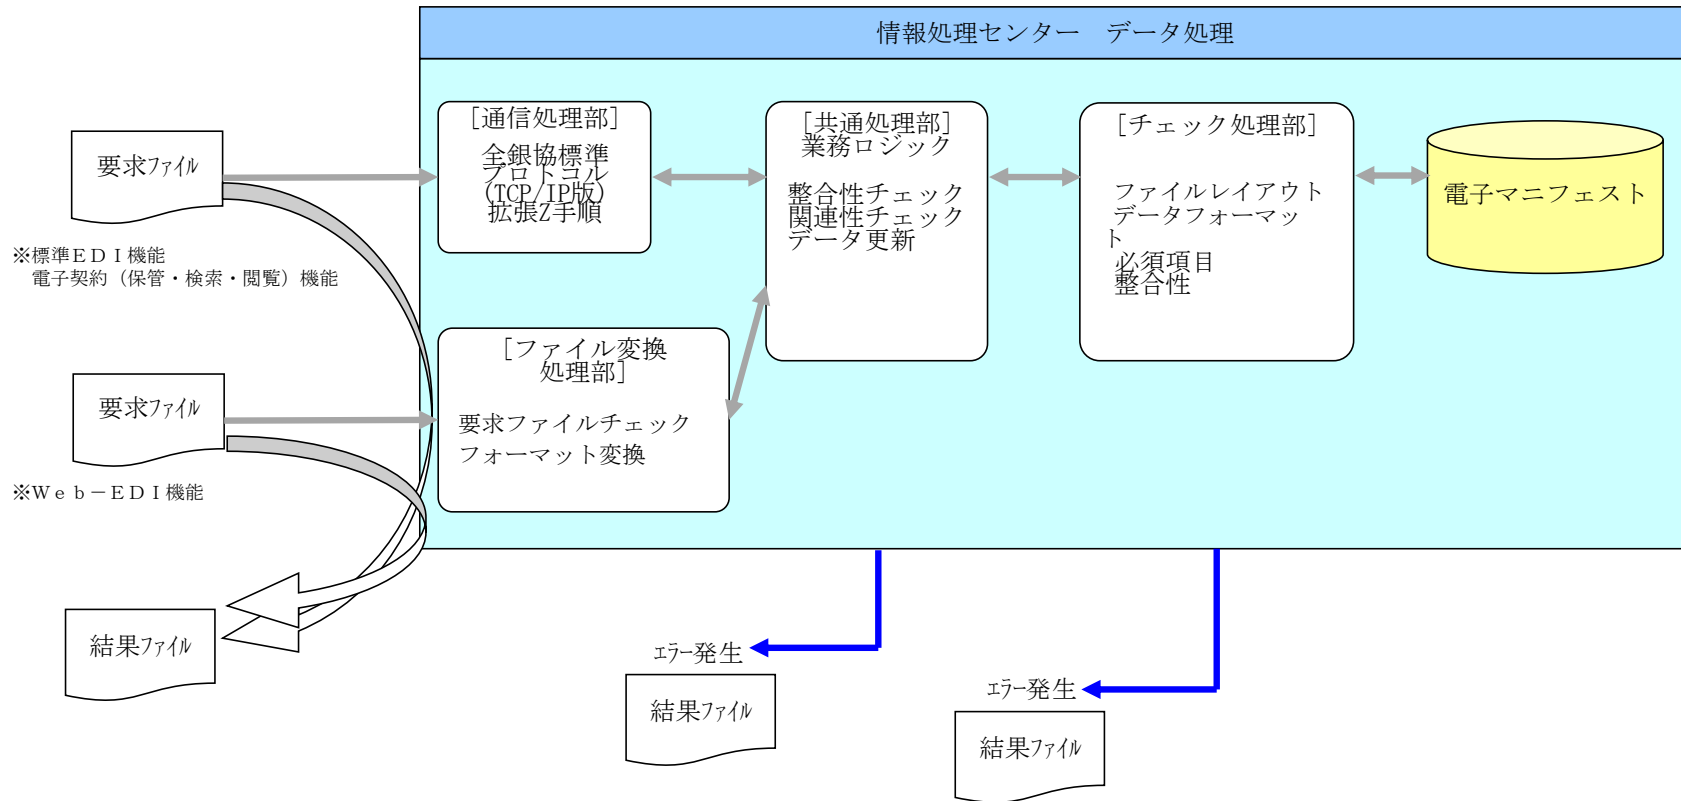 情報処理センター　データ処理
要求ファイル
※標準ＥＤＩ機能
電子契約（保管・検索・閲覧）機能
[通信処理部]
全銀協標準
プロトコル
(TCP/IP版)
拡張Z手順
[共通処理部]
業務ロジック
整合性チェック
関連性チェック
データ更新
[チェック処理部]
ファイルレイアウト
データフォーマッ
ト
必須項目
整合性
電子マニフェスト
要求ファイル
※Ｗｅｂ－ＥＤＩ機能
[ファイル変換
処理部]
要求ファイルチェック
フォーマット変換
結果ファイル
エラー発生
結果ファイル
エラー発生
結果ファイル